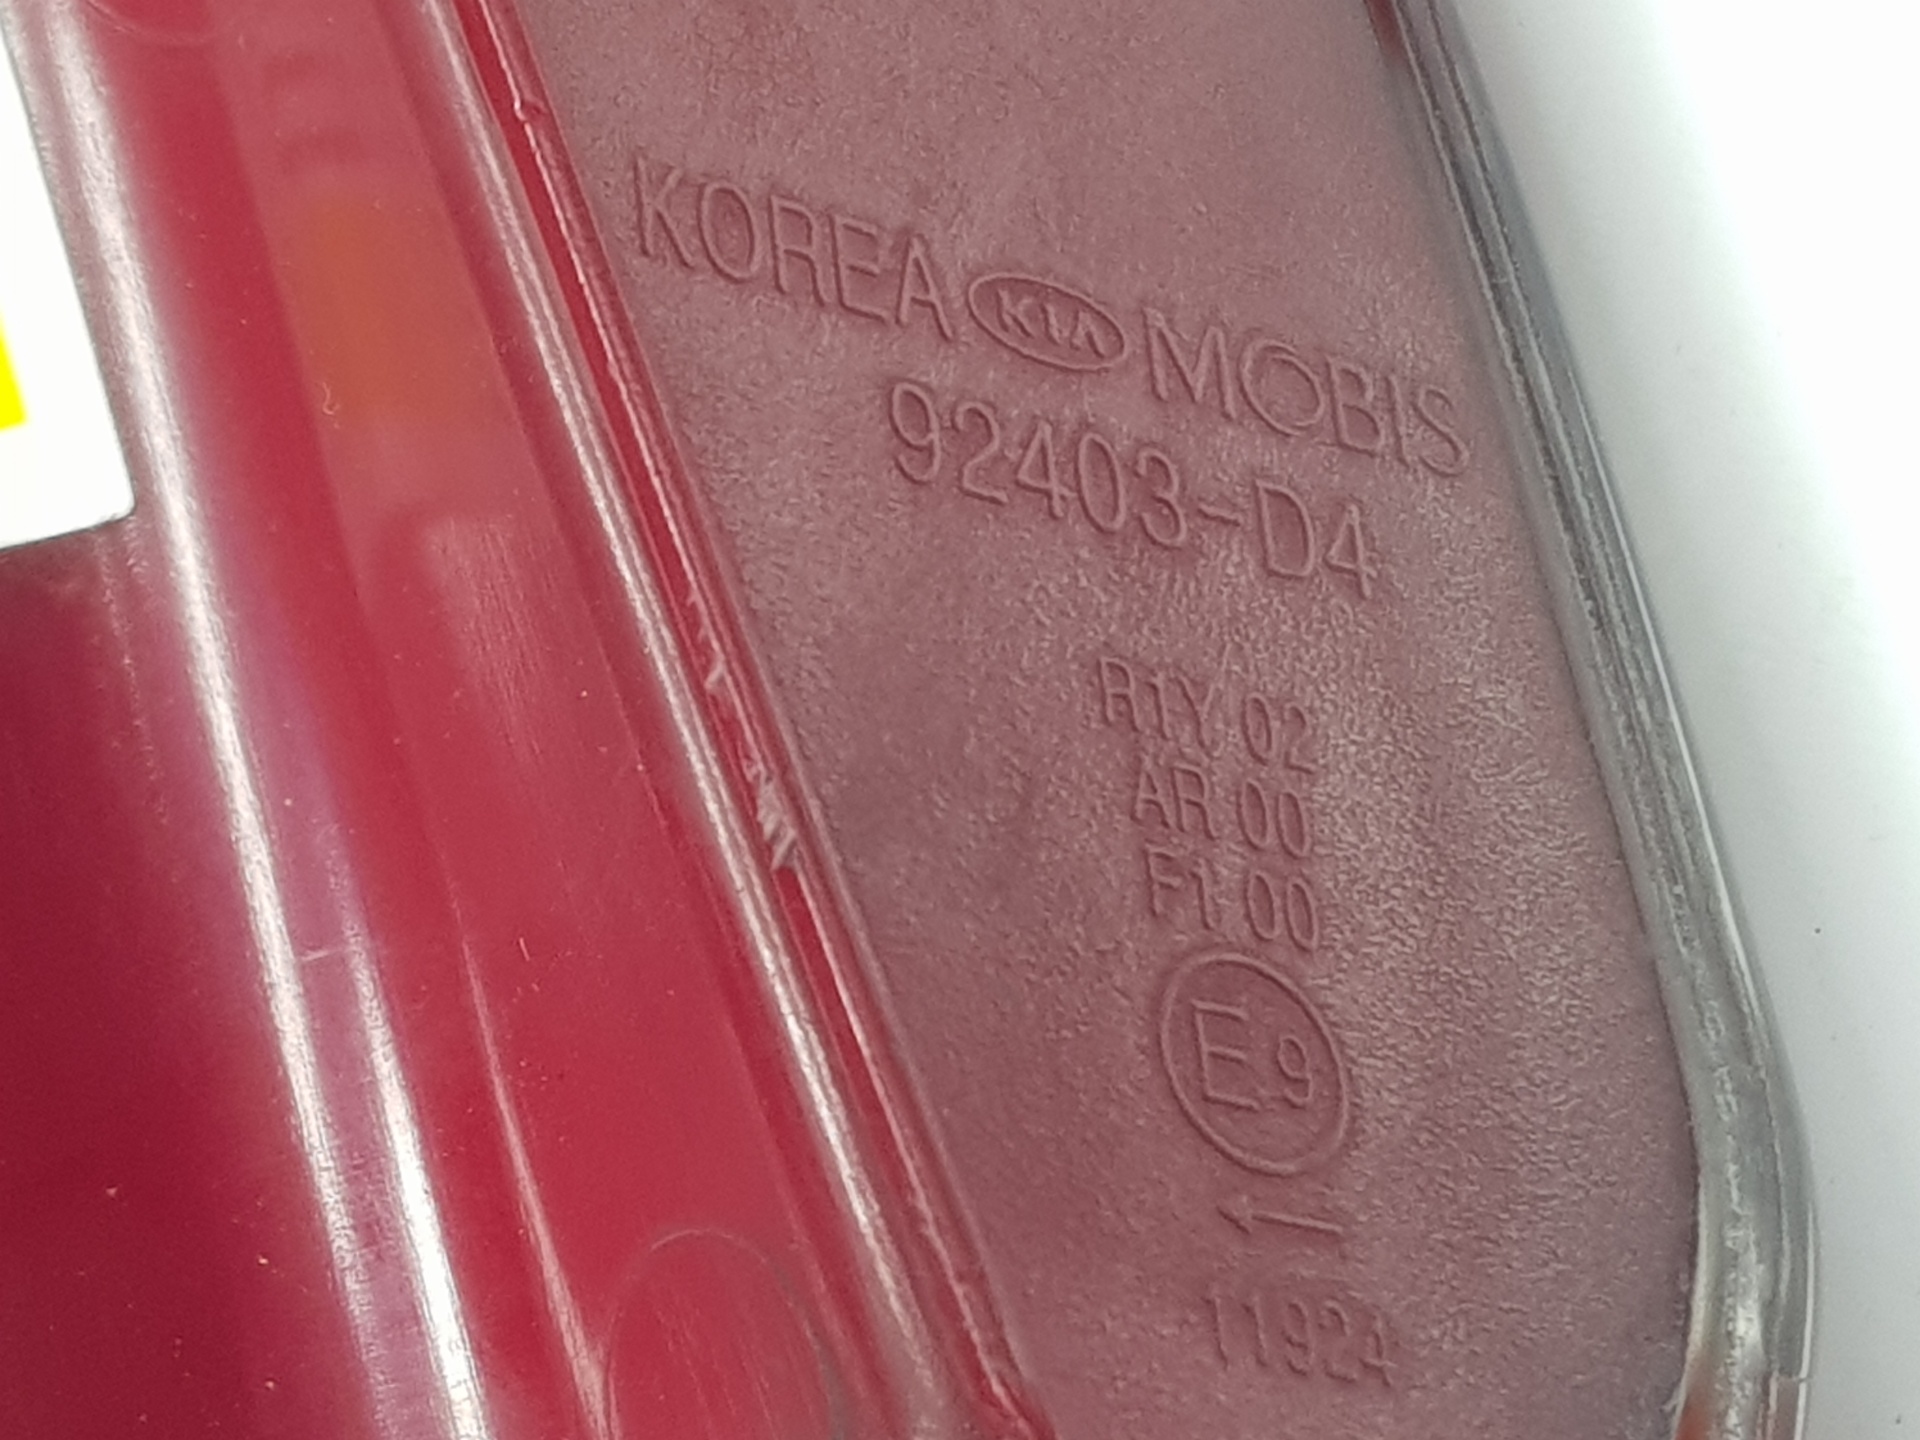 KOREA KIA MOBIS
92403-D4
R1Y 02
AR 00
F1 00
E9
11924